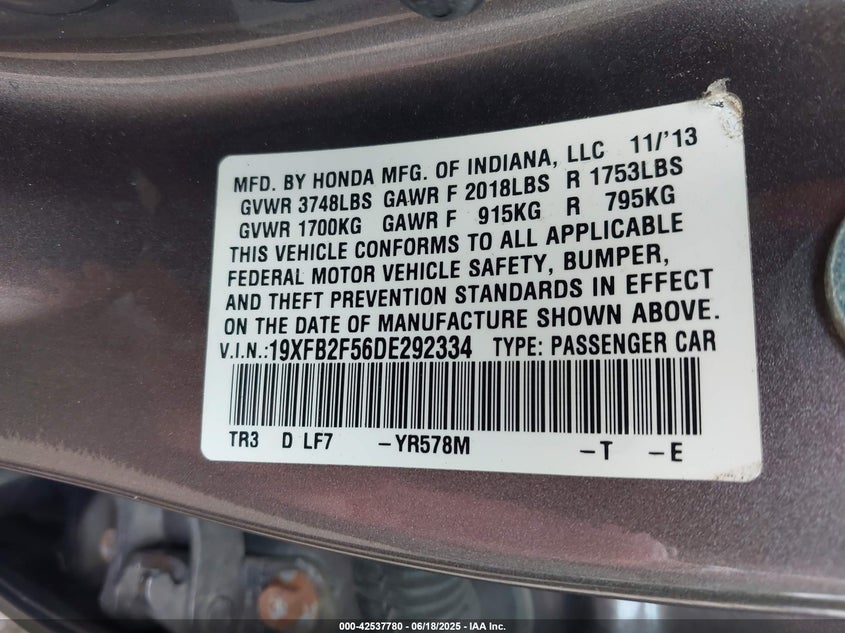 MFD. BY HONDA MFG. OF INDIANA, LLC 11/'13
GVWR 3748LBS GAWR F 2018LBS R 1753LBS
GVWR 1700KG GAWR F 915KG R 795KG
THIS VEHICLE CONFORMS TO ALL APPLICABLE
FEDERAL MOTOR VEHICLE SAFETY, BUMPER,
AND THEFT PREVENTION STANDARDS IN EFFECT
ON THE DATE OF MANUFACTURE SHOWN ABOVE.
V.I.N.:19XFB2F56DE292334 TYPE: PASSENGER CAR
TR3 D LF7 -YR578M -T -E
000-42537780 - 06/18/2025 - IAA Inc.